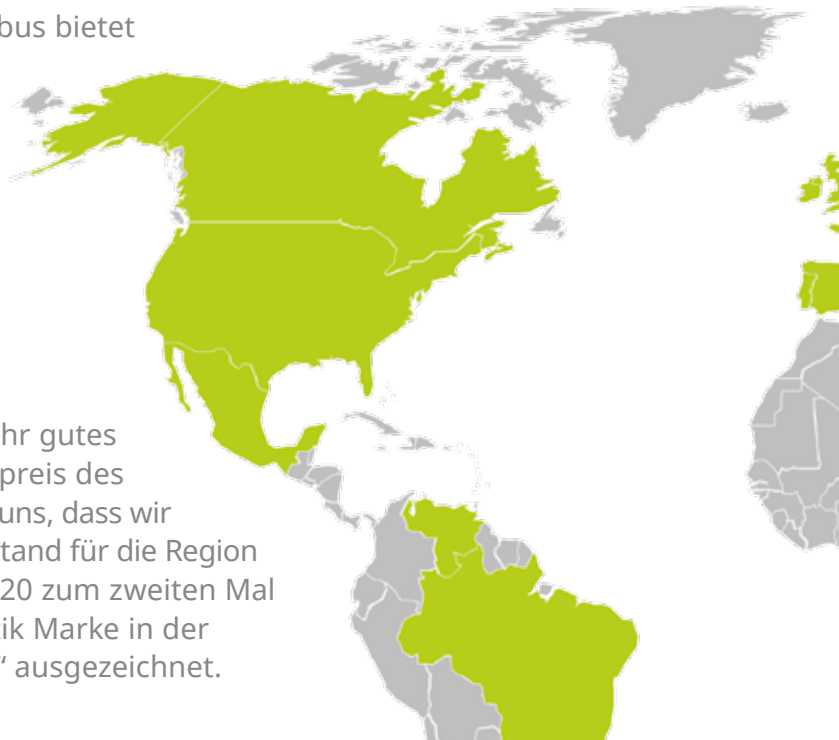 bus bietet
hr gutes
preis des
uns, dass wir
tand für die Region
20 zum zweiten Mal
tik Marke in der
“ ausgezeichnet.